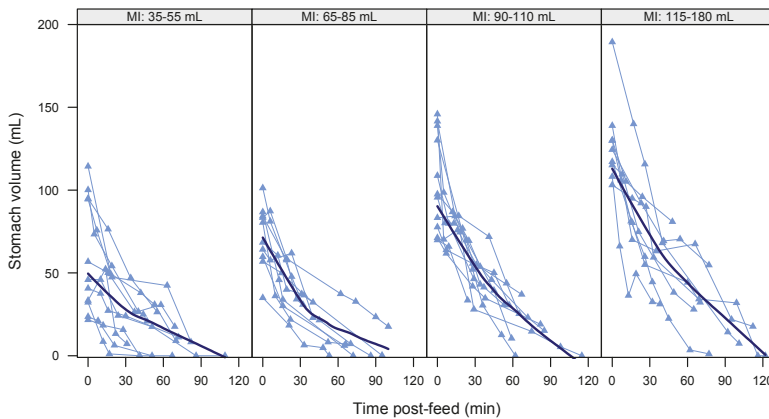 MI: 35-55 mL MI: 65-85 mL MI: 90-110 mL MI: 115-180 mL
200
150
100
50
0
Stomach volume (mL)
0 30 60 90 120 0 30 60 90 120 0 30 60 90 120 0 30 60 90 120
Time post-feed (min)